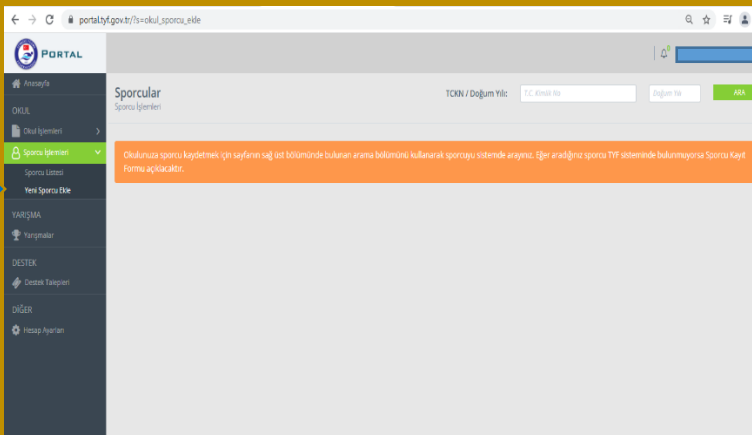 portal.tyf.gov.tr/?s=okul_sporcu_ekle
PORTAL
Anasayfa
OKUL
Okul İşlemleri
Sporcu İşlemleri
Sporcu Listesi
Yeni Sporcu Ekle
YARIŞMA
Yarışmalar
DESTEK
Destek Talepleri
DİĞER
Hesap Ayarları
0
Sporcular
Sporcu İşlemleri
TCKN / Doğum Yılı:
T.C. Kimlik No
Doğum Yılı
ARA
Okulunuza sporcu kaydetmek için sayfanın sağ üst bölümünde bulunan arama bölümünü kullanarak sporcuyu sistemde arayınız. Eğer aradığınız sporcu TYF sisteminde bulunmuyorsa Sporcu Kayıt
Formu açıklacaktır.